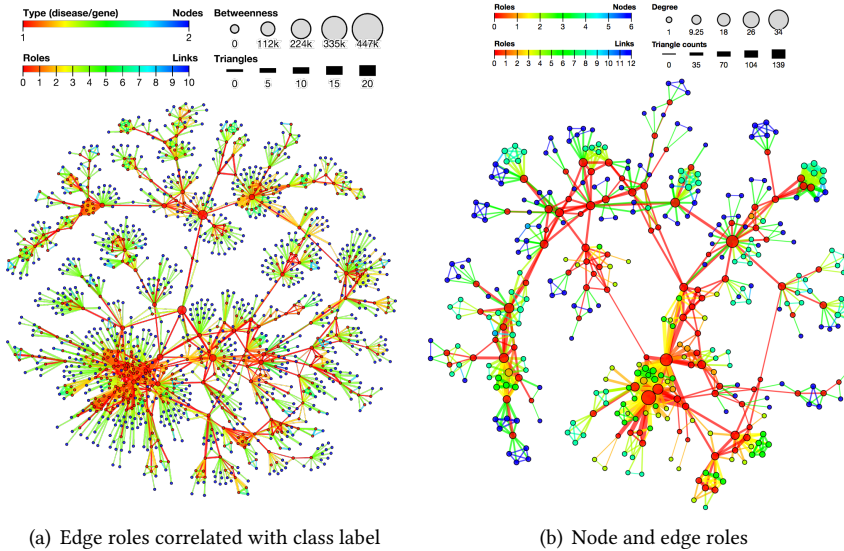 Type (disease/gene) Nodes
1 2
Roles Links
0 1 2 3 4 5 6 7 8 9 10
Betweenness
0 112k 224k 335k 447k
Triangles
0 5 10 15 20
Roles Nodes
0 1 2 3 4 5 6
Roles Links
0 1 2 3 4 5 6 7 8 9 10 11 12
Degree
1 9.25 18 26 34
Triangle counts
0 35 70 104 139
(a) Edge roles correlated with class label
(b) Node and edge roles